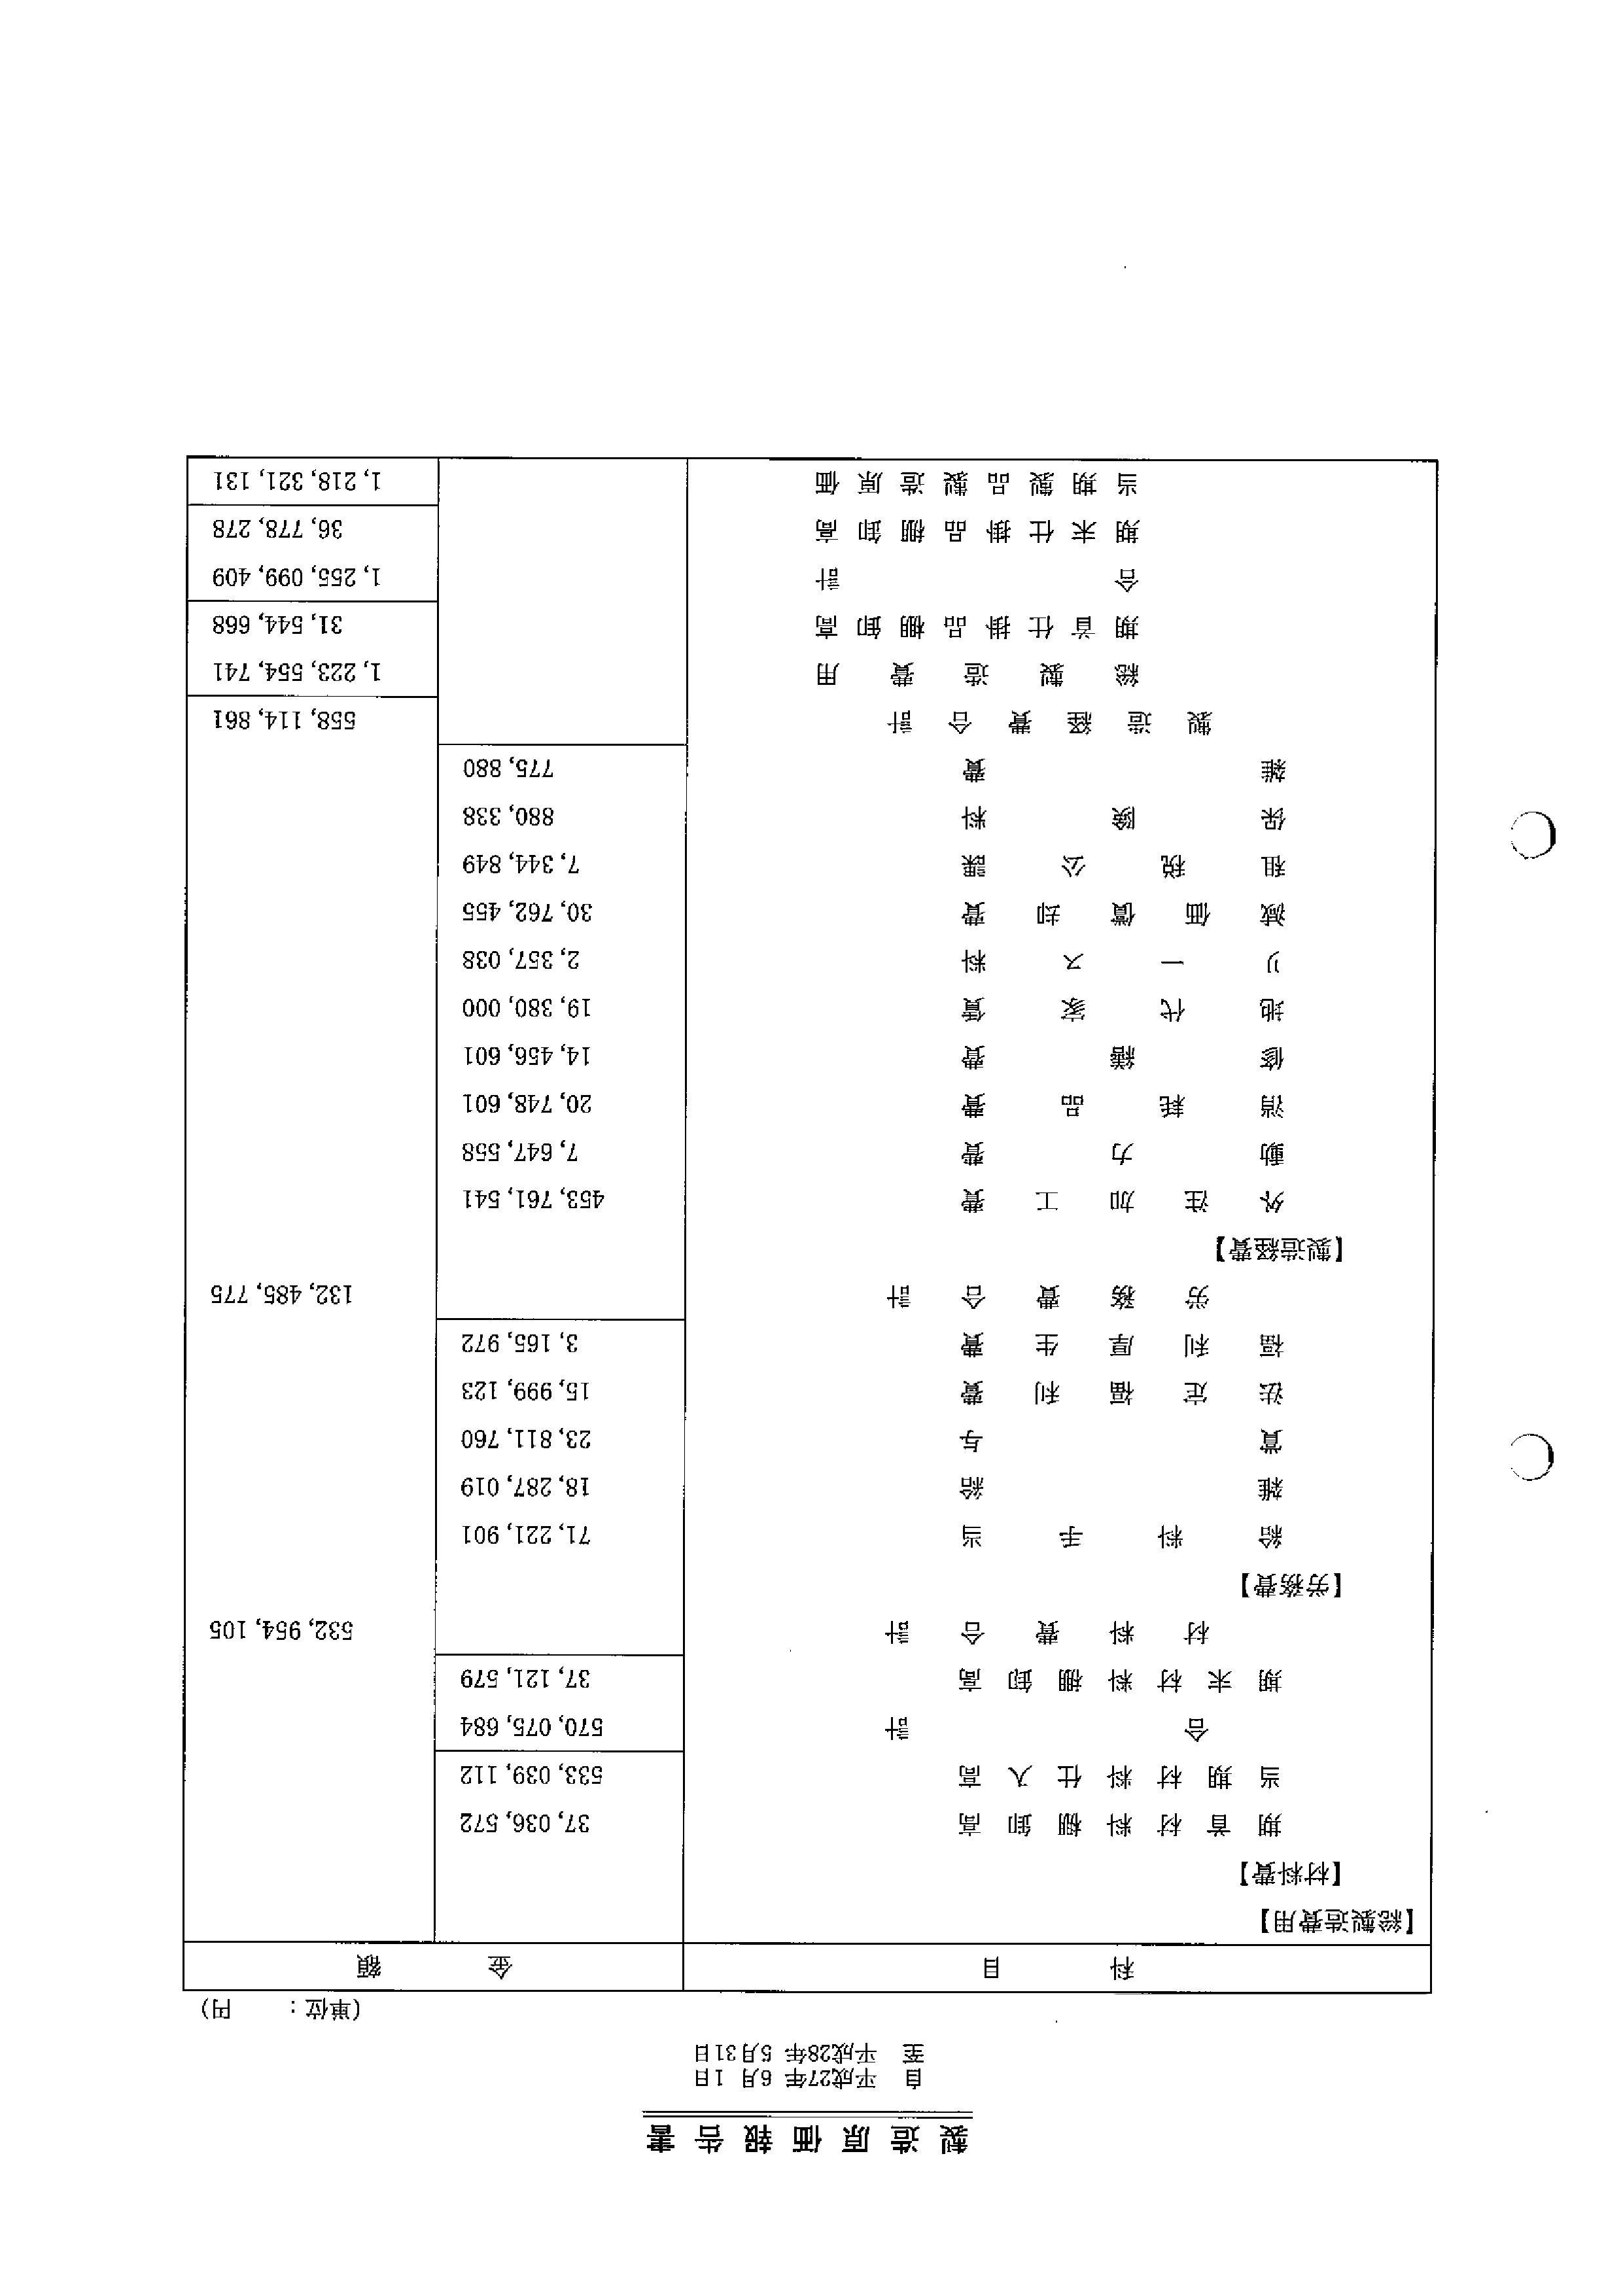 製造原価報告書
自 平成27年 6月 1日
至 平成28年 5月31日
(単位: 円)
科目 金額
【総製造費用】
【材料費】
期首材料棚卸高 37,036,572
当期材料仕入高 533,039,112
合計 570,075,684
期末材料棚卸高 37,121,579
材料費合計 532,954,105
【労務費】
給料手当 71,221,901
雑給 18,287,019
賞与 23,811,760
法定福利費 15,999,123
福利厚生費 3,165,972
労務費合計 132,485,775
【製造経費】
外注加工費 453,761,541
動力費 7,647,558
消耗品費 20,748,601
修繕費 14,456,601
地代家賃 19,380,000
リース料 2,357,038
減価償却費 30,762,455
租税公課 7,344,849
保険料 880,338
雑費 775,880
製造経費合計 558,114,861
総製造費用 1,223,554,741
期首仕掛品棚卸高 31,544,668
合計 1,255,099,409
期末仕掛品棚卸高 36,778,278
当期製品製造原価 1,218,321,131